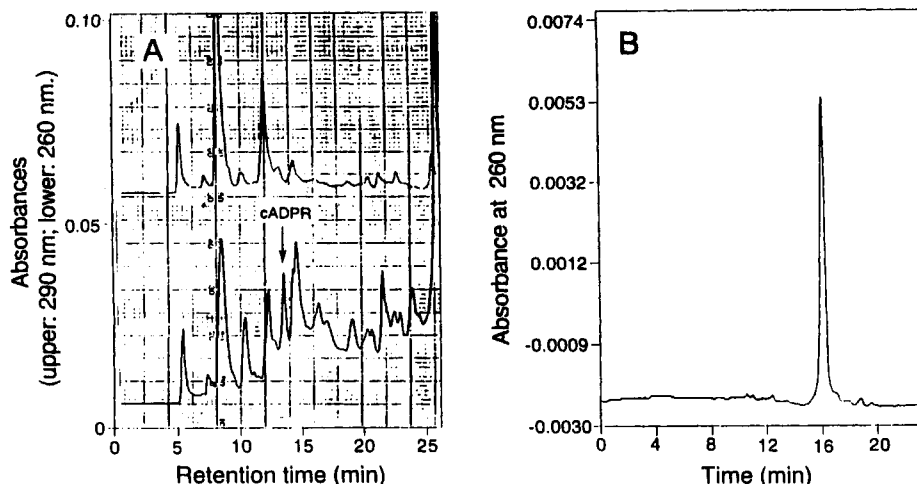 A
B
0.10
0.05
0
Absorbances
(upper: 290 nm; lower: 260 nm.)
cADPR
0 5 10 15 20 25
Retention time (min)
0.0074
0.0053
0.0032
0.0012
-0.0009
-0.0030
Absorbance at 260 nm
0 4 8 12 16 20
Time (min)